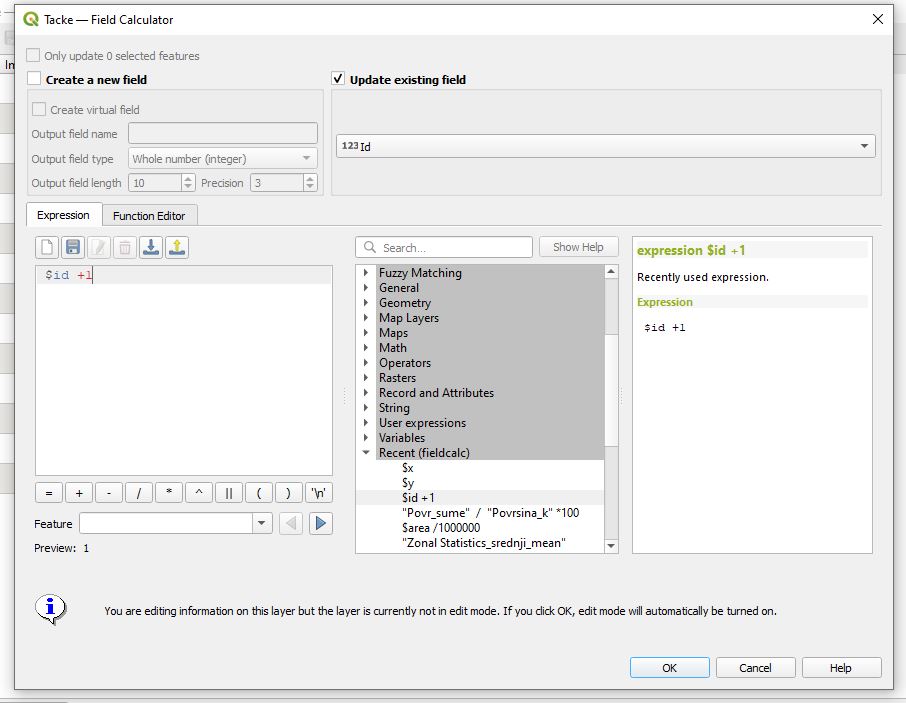 Tacke — Field Calculator
Only update 0 selected features
In
Create a new field
Update existing field
Create virtual field
Output field name
Output field type Whole number (integer)
Output field length 10 Precision 3
123 Id
Expression Function Editor
Search... Show Help
$id +1
Fuzzy Matching
General
Geometry
Map Layers
Maps
Math
Operators
Rasters
Record and Attributes
String
User expressions
Variables
Recent (fieldcalc)
$x
$y
$id +1
"Povr_sume" / "Povrsina_k" *100
$area /1000000
"Zonal Statistics_srednji_mean"
expression $id +1
Recently used expression.
Expression
$id +1
= + - / * ^ || ( ) '\n'
Feature
Preview: 1
You are editing information on this layer but the layer is currently not in edit mode. If you click OK, edit mode will automatically be turned on.
OK Cancel Help